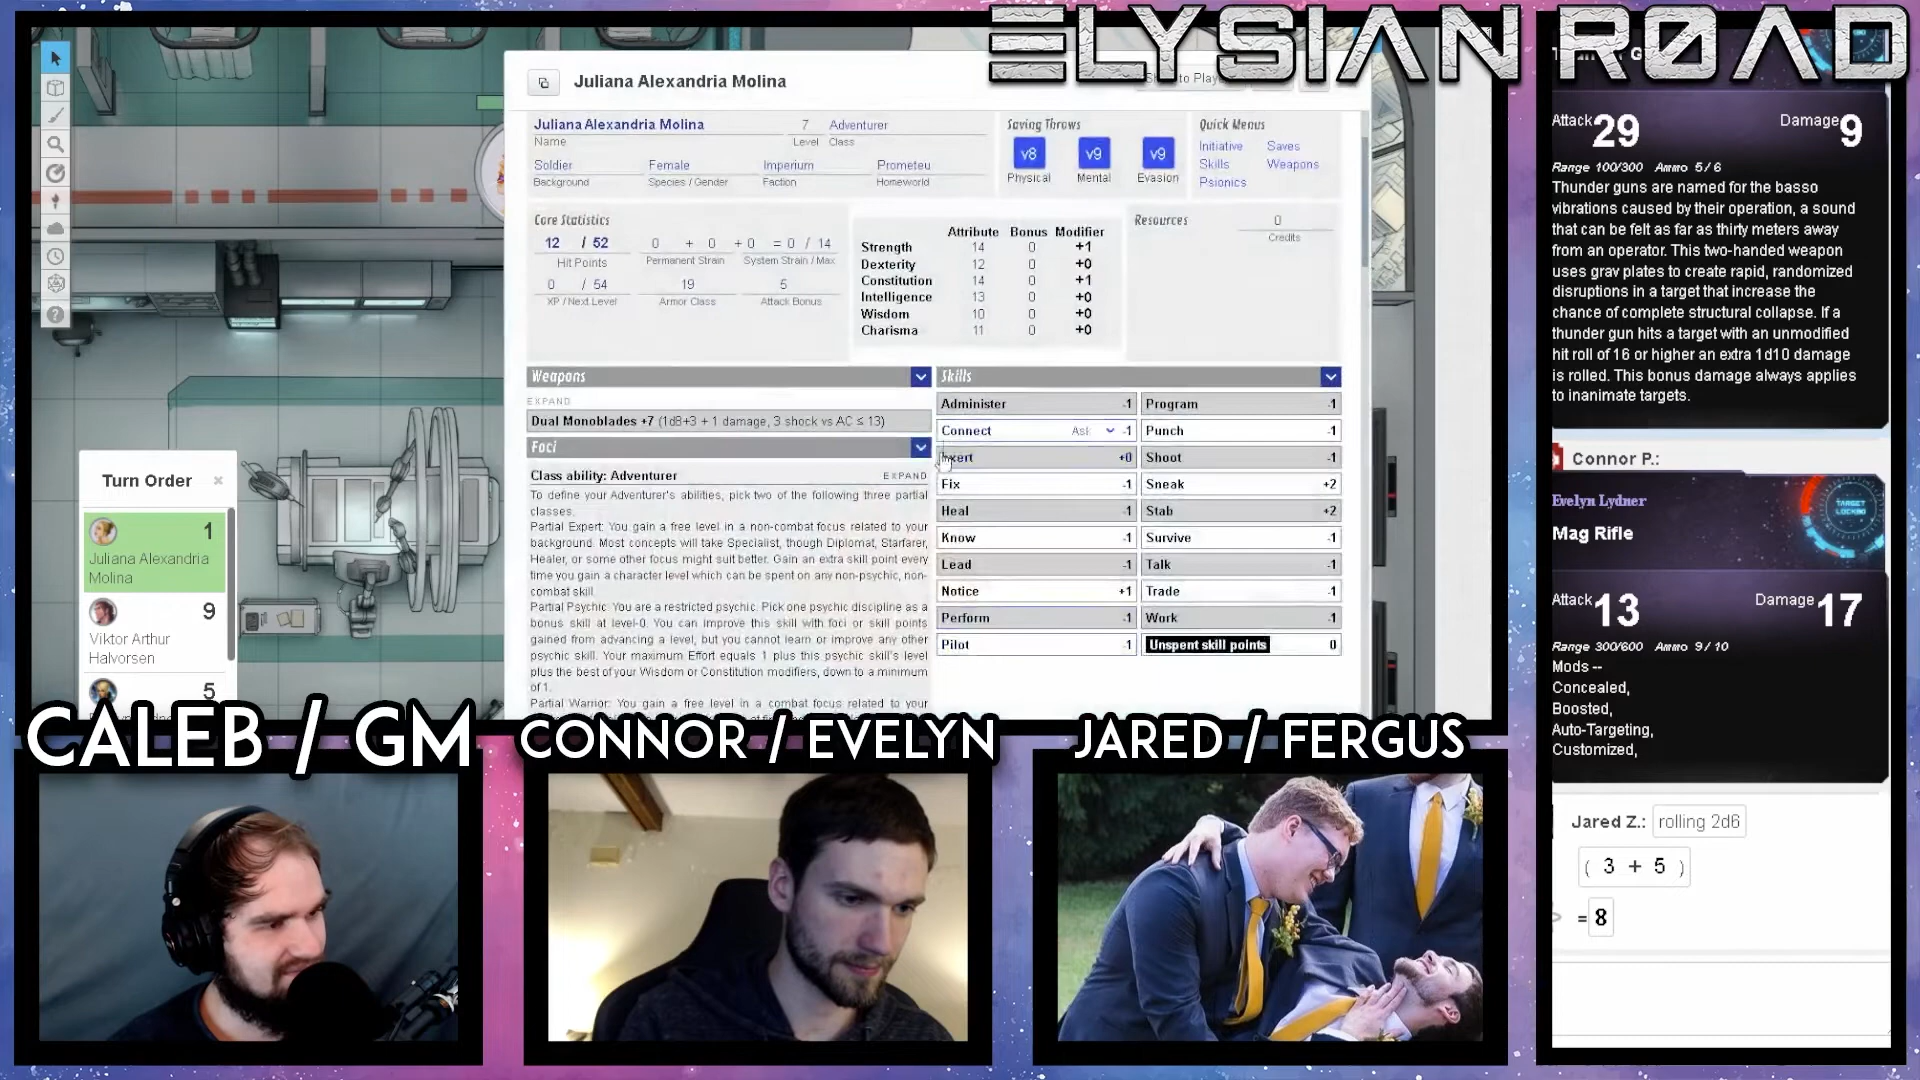 ELYSIAN RØAD
Juliana Alexandria Molina
Juliana Alexandria Molina
Name
7
Level
Adventurer
Class
Soldier
Background
Female
Species / Gender
Imperium
Faction
Prometeu
Homeworld
Saving Throws
v8
Physical
v9
Mental
v9
Evasion
Quick Menus
Initiative
Saves
Skills
Weapons
Psionics
Core Statistics
12 / 52
Hit Points
0 + 0 + 0 = 0 / 14
Permanent Strain
System Strain / Max
0 / 54
XP / Next Level
19
Armor Class
5
Attack Bonus
Attribute Bonus Modifier
Strength 14 0 +1
Dexterity 12 0 +0
Constitution 14 0 +1
Intelligence 13 0 +0
Wisdom 10 0 +0
Charisma 11 0 +0
Resources
0
Credits
Weapons
EXPAND
Dual Monoblades +7 (1d8+3 + 1 damage, 3 shock vs AC ≤ 13)
Foci
Class ability: Adventurer
EXPAND
To define your Adventurer's abilities, pick two of the following three partial
classes.
Partial Expert: You gain a free level in a non-combat focus related to your
background. Most concepts will take Specialist, though Diplomat, Starfarer,
Healer, or some other focus might suit better. Gain an extra skill point every
time you gain a character level which can be spent on any non-psychic, non-
combat skill.
Partial Psychic: You are a restricted psychic. Pick one psychic discipline as a
bonus skill at level-0. You can improve this skill with foci or skill points
gained from advancing a level, but you cannot learn or improve any other
psychic skill. Your maximum Effort equals 1 plus this psychic skill's level
plus the best of your Wisdom or Constitution modifiers, down to a minimum
of 1.
Partial Warrior: You gain a free level in a combat focus related to your
Skills
Administer -1
Program -1
Connect Ask -1
Punch -1
+0
Shoot -1
Fix -1
Sneak +2
Heal -1
Stab +2
Know -1
Survive -1
Lead -1
Talk -1
Notice +1
Trade -1
Perform -1
Work -1
Pilot -1
Unspent skill points 0
Turn Order
×
Juliana Alexandria
Molina
1
Viktor Arthur
Halvorsen
9
5
Attack 29
Damage 9
Range 100/300 Ammo 5 / 6
Thunder guns are named for the basso
vibrations caused by their operation, a sound
that can be felt as far as thirty meters away
from an operator. This two-handed weapon
uses grav plates to create rapid, randomized
disruptions in a target that increase the
chance of complete structural collapse. If a
thunder gun hits a target with an unmodified
hit roll of 16 or higher an extra 1d10 damage
is rolled. This bonus damage always applies
to inanimate targets.
Connor P.:
Evelyn Lydner
Mag Rifle
TARGET
LOCKED
Attack 13
Damage 17
Range 300/600 Ammo 9 / 10
Mods --
Concealed,
Boosted,
Auto-Targeting,
Customized,
Jared Z.: rolling 2d6
( 3 + 5 )
= 8
CALEB / GM
CONNOR / EVELYN
JARED / FERGUS